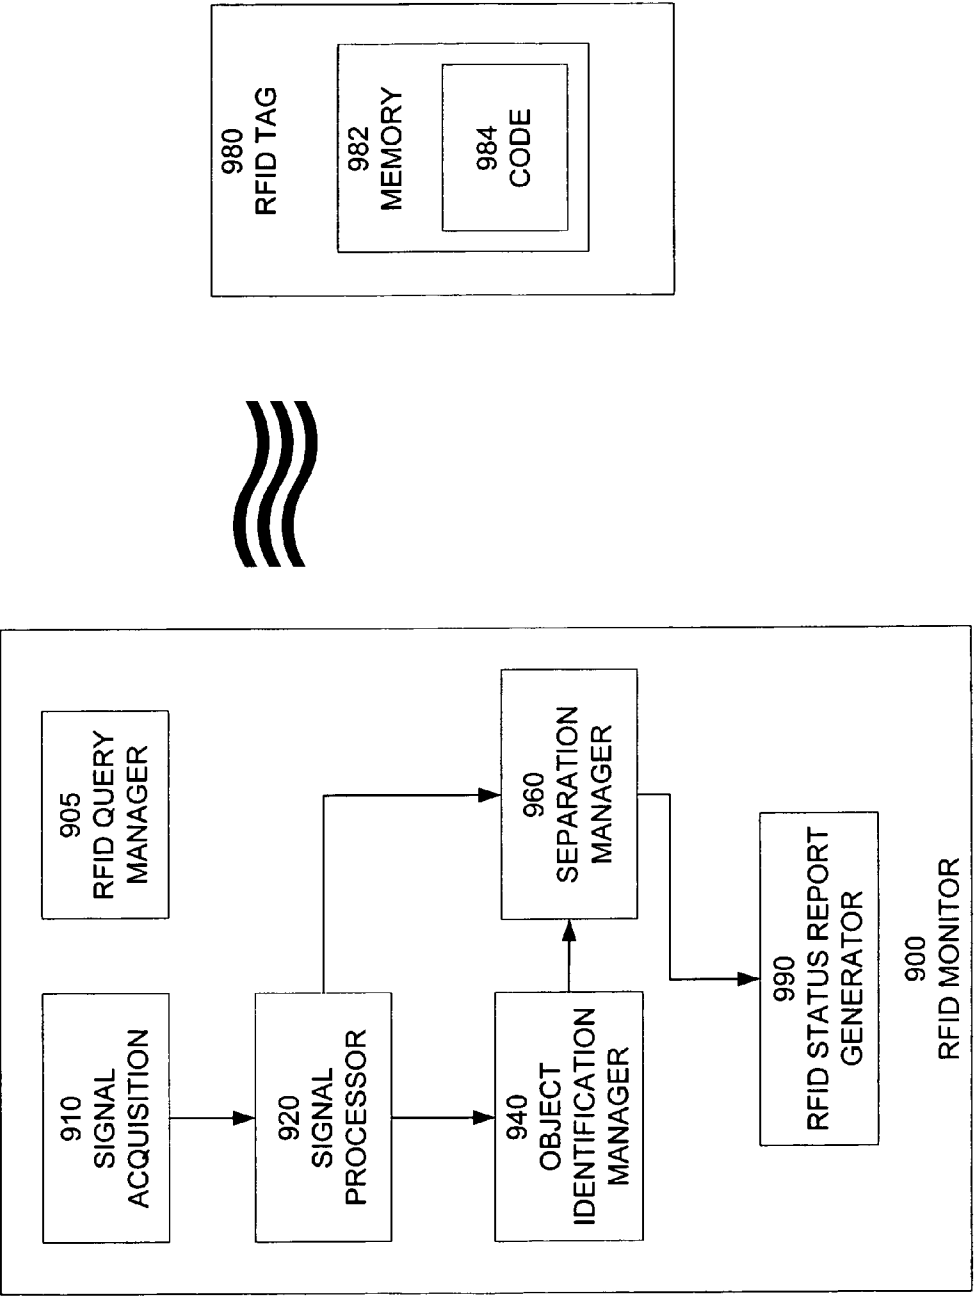 905
RFID QUERY
MANAGER
910
SIGNAL
ACQUISITION
920
SIGNAL
PROCESSOR
960
SEPARATION
MANAGER
940
OBJECT
IDENTIFICATION
MANAGER
990
RFID STATUS REPORT
GENERATOR
900
RFID MONITOR
980
RFID TAG
982
MEMORY
984
CODE